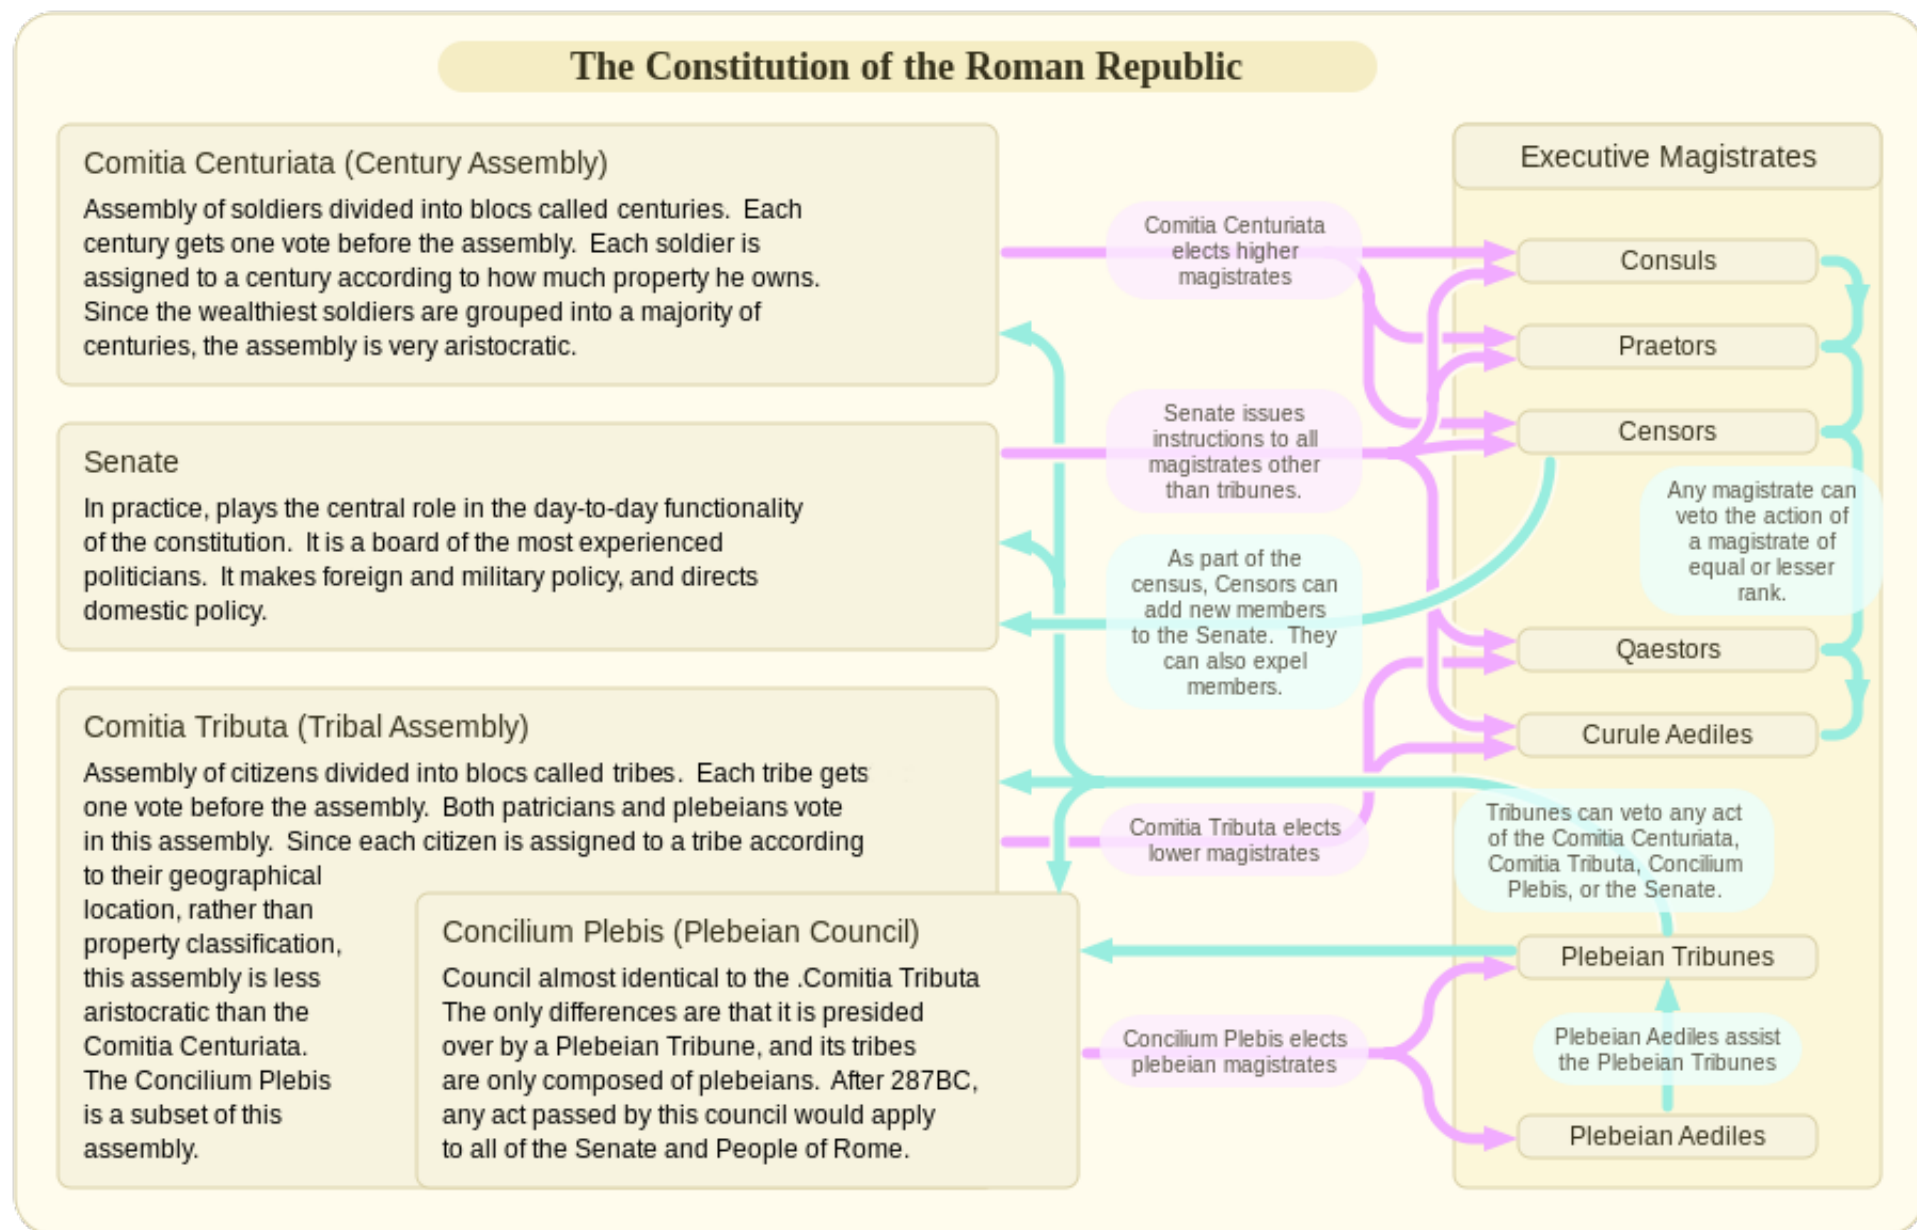 The Constitution of the Roman Republic
Comitia Centuriata (Century Assembly)
Assembly of soldiers divided into blocs called centuries.  Each
century gets one vote before the assembly.  Each soldier is
assigned to a century according to how much property he owns.
Since the wealthiest soldiers are grouped into a majority of
centuries, the assembly is very aristocratic.
Senate
In practice, plays the central role in the day-to-day functionality
of the constitution.  It is a board of the most experienced
politicians.  It makes foreign and military policy, and directs
domestic policy.
Comitia Tributa (Tribal Assembly)
Assembly of citizens divided into blocs called tribes.  Each tribe gets
one vote before the assembly.  Both patricians and plebeians vote
in this assembly.  Since each citizen is assigned to a tribe according
to their geographical
location, rather than
property classification,
this assembly is less
aristocratic than the
Comitia Centuriata.
The Concilium Plebis
is a subset of this
assembly.
Concilium Plebis (Plebeian Council)
Council almost identical to the .Comitia Tributa
The only differences are that it is presided
over by a Plebeian Tribune, and its tribes
are only composed of plebeians.  After 287BC,
any act passed by this council would apply
to all of the Senate and People of Rome.
Comitia Centuriata
elects higher
magistrates
Senate issues
instructions to all
magistrates other
than tribunes.
As part of the
census, Censors can
add new members
to the Senate.  They
can also expel
members.
Comitia Tributa elects
lower magistrates
Concilium Plebis elects
plebeian magistrates
Executive Magistrates
Consuls
Praetors
Censors
Any magistrate can
veto the action of
a magistrate of
equal or lesser
rank.
Qaestors
Curule Aediles
Tribunes can veto any act
of the Comitia Centuriata,
Comitia Tributa, Concilium
Plebis, or the Senate.
Plebeian Tribunes
Plebeian Aediles assist
the Plebeian Tribunes
Plebeian Aediles